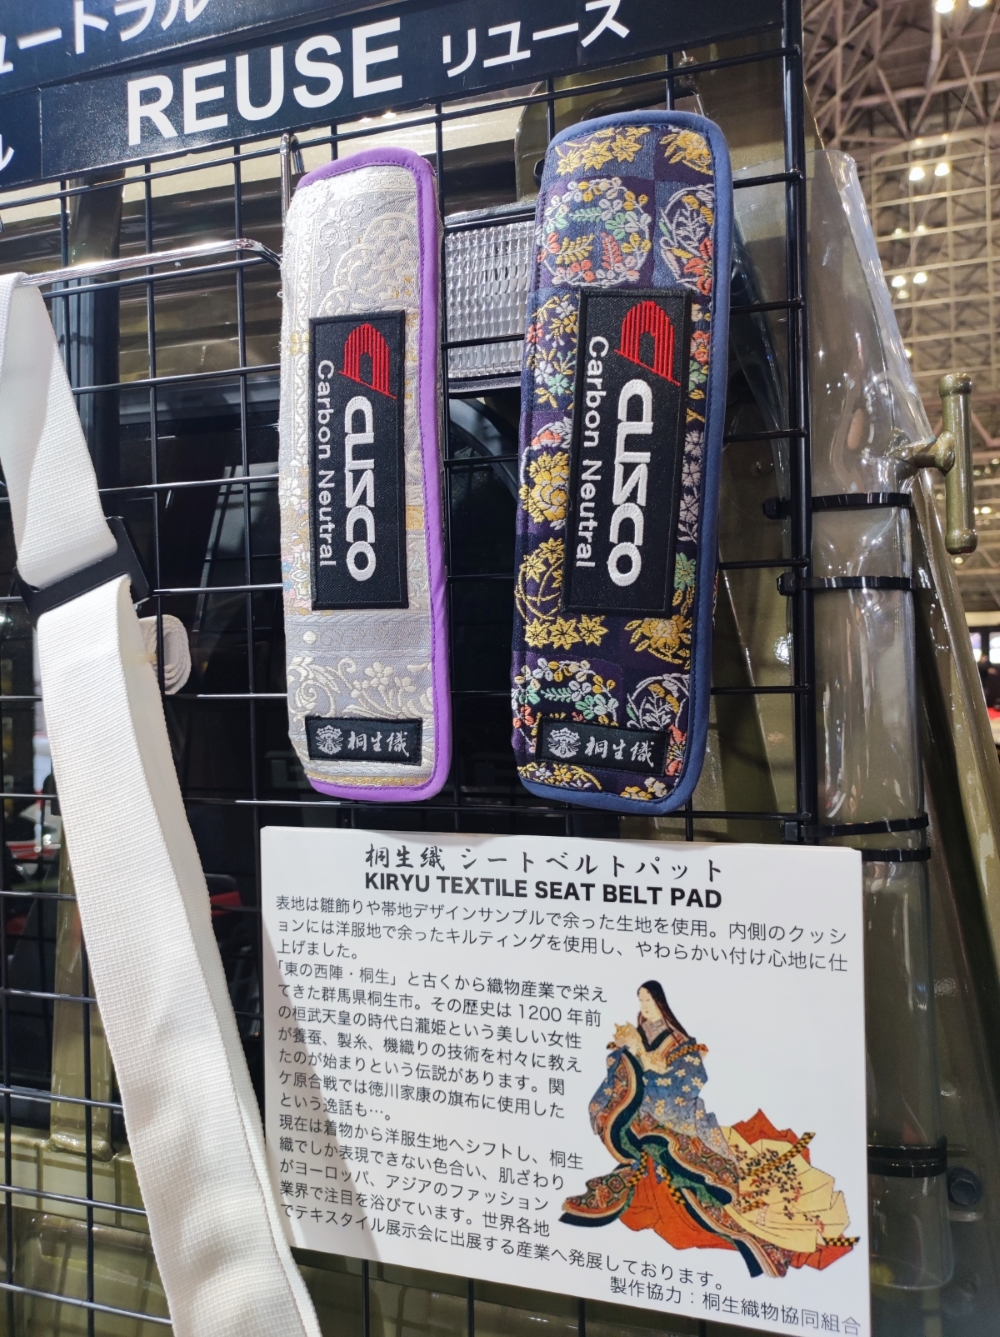 ュートラル
REUSE リユース
ル
CUSCO
Carbon Neutral
桐生織
CUSCO
Carbon Neutral
桐生織
桐生織 シートベルトパット
KIRYU TEXTILE SEAT BELT PAD
表地は雛飾りや帯地デザインサンプルで余った生地を使用。内側のクッシ
ョンには洋服地で余ったキルティングを使用し、やわらかい付け心地に仕
上げました。
「東の西陣・桐生」と古くから織物産業で栄え
てきた群馬県桐生市。その歴史は1200年前
の桓武天皇の時代白瀧姫という美しい女性
が養蚕、製糸、機織りの技術を村々に教え
たのが始まりという伝説があります。関
ケ原合戦では徳川家康の旗布に使用した
という逸話も…。
現在は着物から洋服生地へシフトし、桐生
織でしか表現できない色合い、肌ざわり
がヨーロッパ、アジアのファッション
業界で注目を浴びています。世界各地
でテキスタイル展示会に出展する産業へ発展しております。
製作協力：桐生織物協同組合